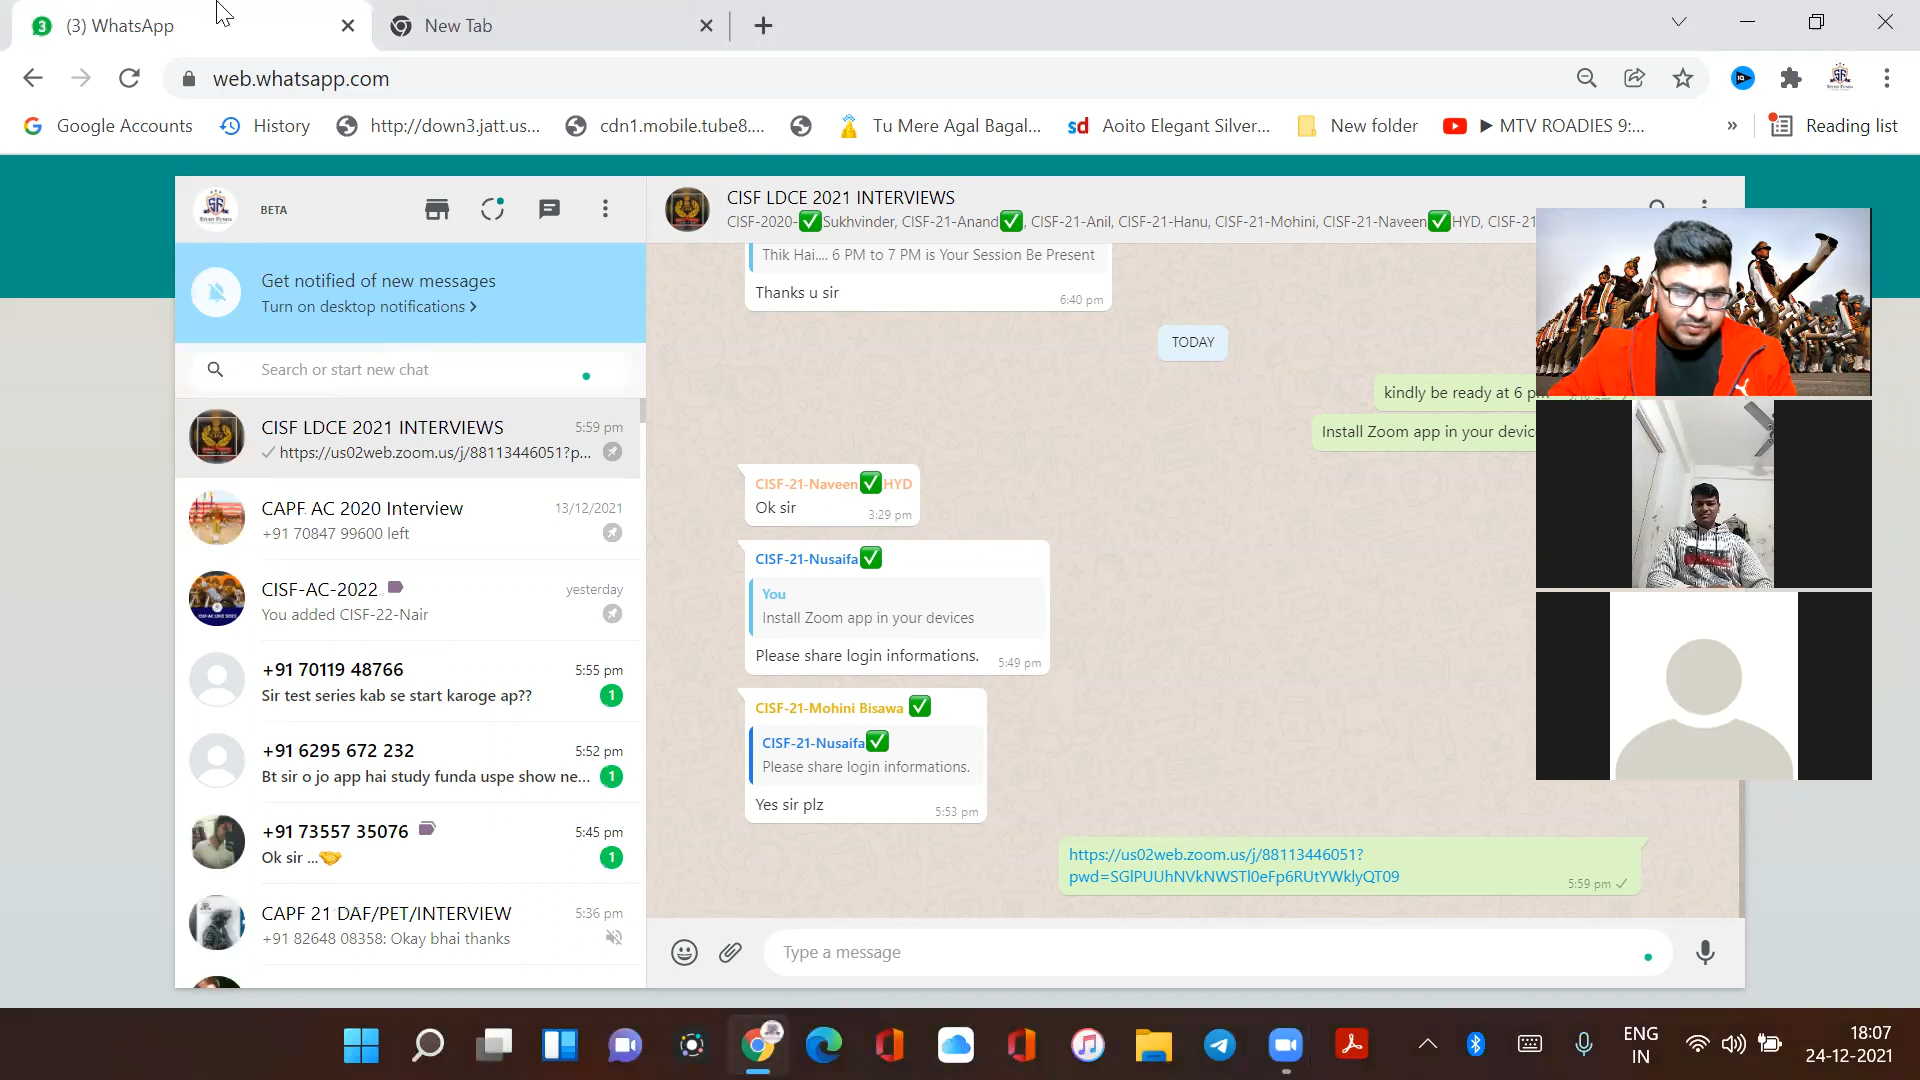 (3) WhatsApp
New Tab
web.whatsapp.com
Google Accounts
History
http://down3.jatt.us...
cdn1.mobile.tube8....
Tu Mere Agal Bagal...
sd Aoito Elegant Silver...
New folder
▶ MTV ROADIES 9:...
»
Reading list
BETA
Get notified of new messages
Turn on desktop notifications >
Search or start new chat
CISF LDCE 2021 INTERVIEWS
5:59 pm
https://us02web.zoom.us/j/88113446051?p...
CAPF AC 2020 Interview
13/12/2021
+91 70847 99600 left
CISF-AC-2022
yesterday
You added CISF-22-Nair
+91 70119 48766
5:55 pm
Sir test series kab se start karoge ap??
1
+91 6295 672 232
5:52 pm
Bt sir o jo app hai study funda uspe show ne...
1
+91 73557 35076
5:45 pm
Ok sir ...🤝
1
CAPF 21 DAF/PET/INTERVIEW
5:36 pm
+91 82648 08358: Okay bhai thanks
CISF LDCE 2021 INTERVIEWS
CISF-2020-✅Sukhvinder, CISF-21-Anand✅, CISF-21-Anil, CISF-21-Hanu, CISF-21-Mohini, CISF-21-Naveen✅HYD, CISF-21
Thik Hai.... 6 PM to 7 PM is Your Session Be Present
Thanks u sir
6:40 pm
TODAY
kindly be ready at 6 p
Install Zoom app in your devic
CISF-21-Naveen✅HYD
Ok sir
3:29 pm
CISF-21-Nusaifa✅
You
Install Zoom app in your devices
Please share login informations.
5:49 pm
CISF-21-Mohini Bisawa ✅
CISF-21-Nusaifa✅
Please share login informations.
Yes sir plz
5:53 pm
https://us02web.zoom.us/j/88113446051?
pwd=SGlPUUhNVkNWSTl0eFp6RUtYWklyQT09
5:59 pm
Type a message
ENG
IN
18:07
24-12-2021